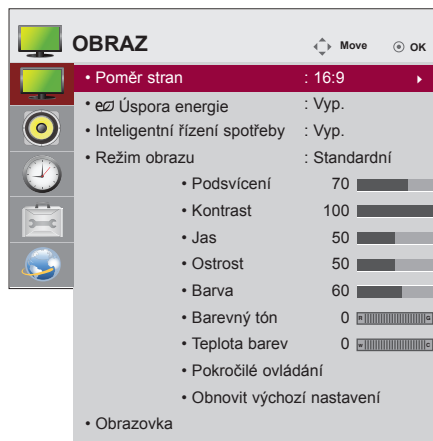 OBRAZ Move OK
• Poměr stran : 16:9
• Úspora energie : Vyp.
• Inteligentní řízení spotřeby : Vyp.
• Režim obrazu : Standardní
• Podsvícení 70
• Kontrast 100
• Jas 50
• Ostrost 50
• Barva 60
• Barevný tón 0 R G
• Teplota barev 0 W C
• Pokročilé ovládání
• Obnovit výchozí nastavení
• Obrazovka